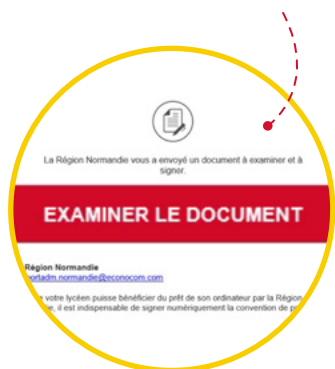 La Région Normandie vous a envoyé un document à examiner et à
signer.
EXAMINER LE DOCUMENT
Région Normandie
portadm.normandie@econocom.com
votre lycéen puisse bénéficier du prêt de son ordinateur par la Région
il est indispensable de signer numériquement la convention de